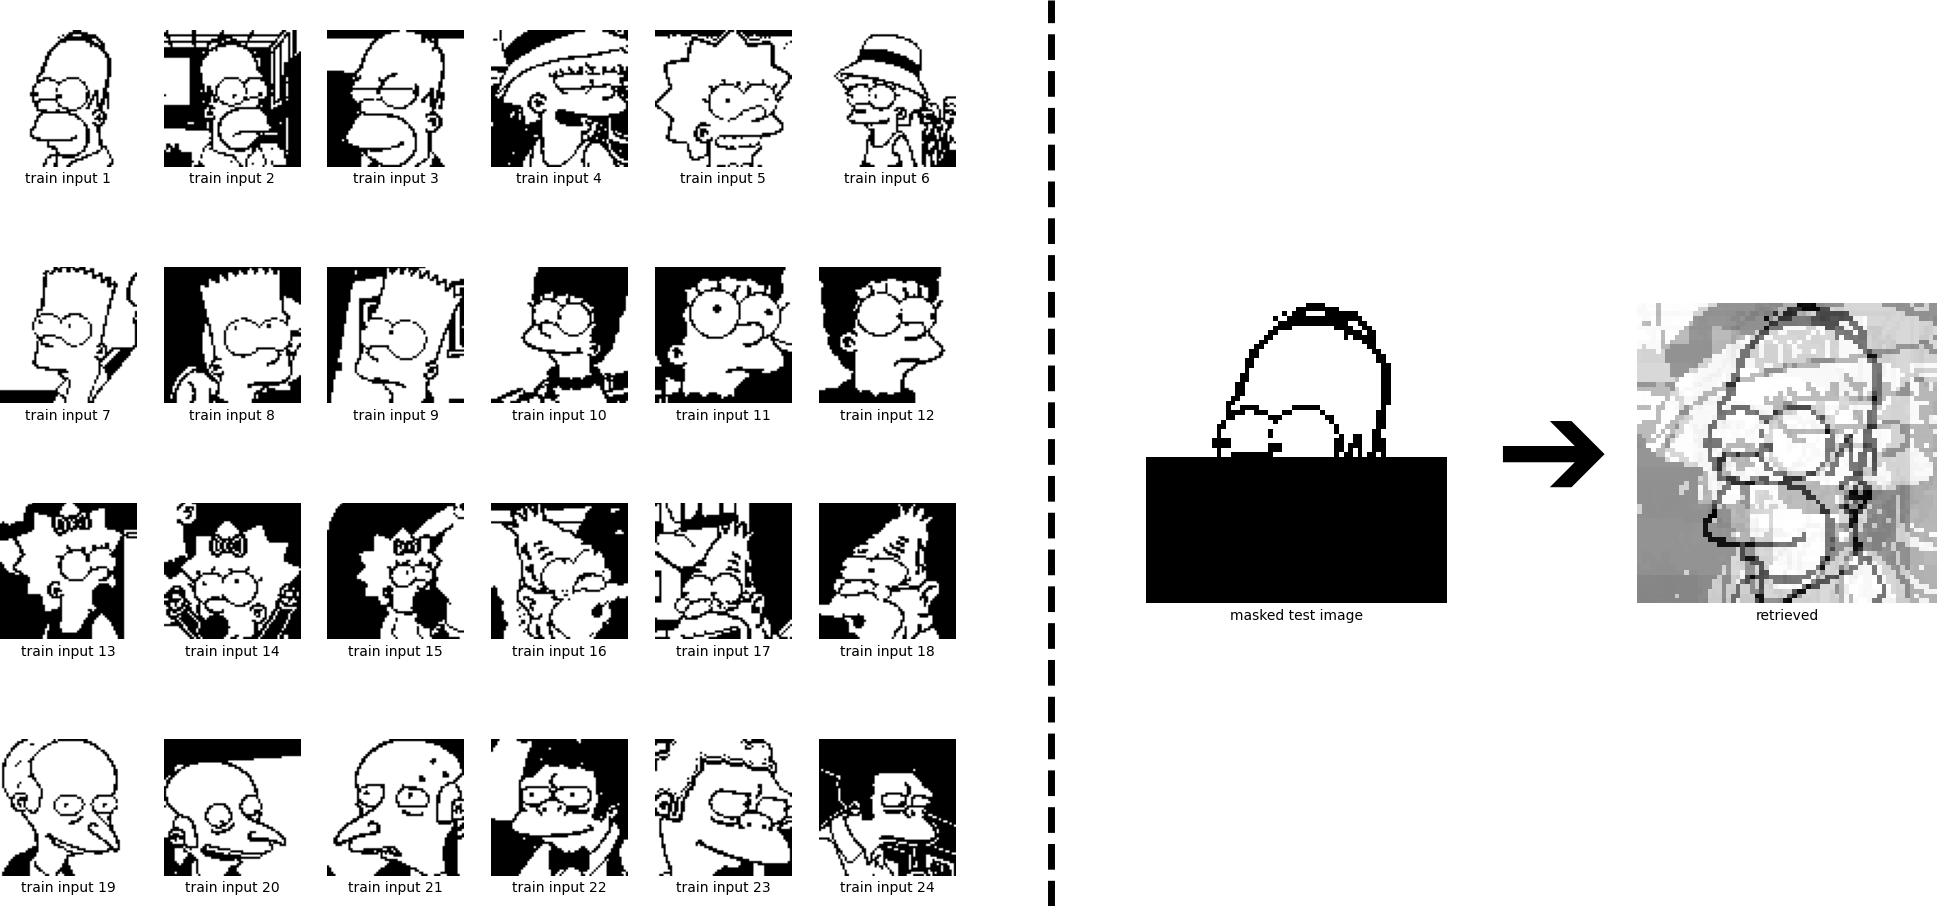 train input 1
train input 2
train input 3
train input 4
train input 5
train input 6
train input 7
train input 8
train input 9
train input 10
train input 11
train input 12
masked test image
retrieved
train input 13
train input 14
train input 15
train input 16
train input 17
train input 18
train input 19
train input 20
train input 21
train input 22
train input 23
train input 24